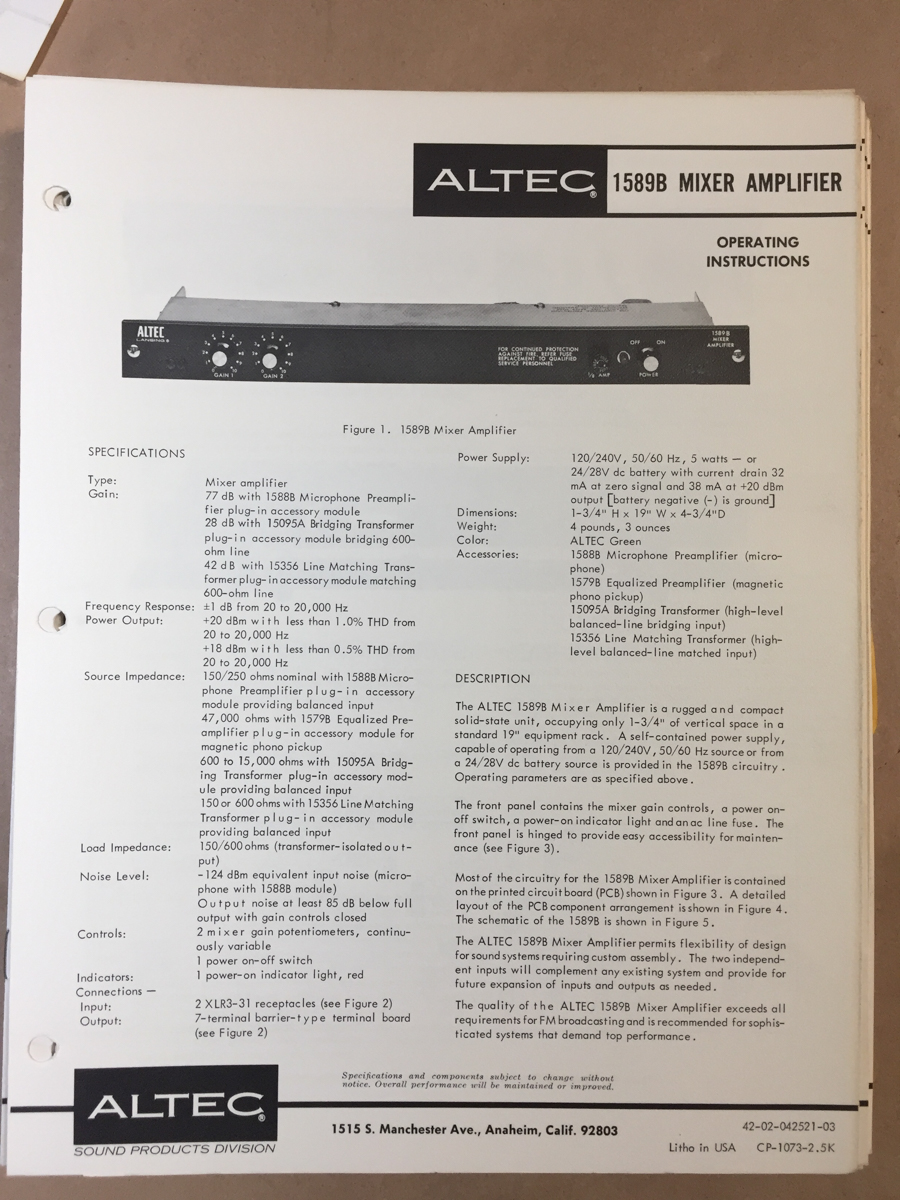 ALTEC® 1589B MIXER AMPLIFIER
OPERATING
INSTRUCTIONS
ALTEC
LANSING®
GAIN 1
GAIN 2
FOR CONTINUED PROTECTION
AGAINST FIRE, REFER FUSE
REPLACEMENT TO QUALIFIED
SERVICE PERSONNEL
AMP
OFF ON
POWER
1589B
MIXER
AMPLIFIER
Figure 1. 1589B Mixer Amplifier
SPECIFICATIONS
Type: Mixer amplifier
Gain: 77 dB with 1588B Microphone Preampli-
fier plug-in accessory module
28 dB with 15095A Bridging Transformer
plug-in accessory module bridging 600-
ohm line
42 dB with 15356 Line Matching Trans-
former plug-in accessory module matching
600-ohm line
Frequency Response: ±1 dB from 20 to 20,000 Hz
Power Output: +20 dBm with less than 1.0% THD from
20 to 20,000 Hz
+18 dBm with less than 0.5% THD from
20 to 20,000 Hz
Source Impedance: 150/250 ohms nominal with 1588B Micro-
phone Preamplifier plug-in accessory
module providing balanced input
47,000 ohms with 1579B Equalized Pre-
amplifier plug-in accessory module for
magnetic phono pickup
600 to 15,000 ohms with 15095A Bridg-
ing Transformer plug-in accessory mod-
ule providing balanced input
150 or 600 ohms with 15356 Line Matching
Transformer plug-in accessory module
providing balanced input
Load Impedance: 150/600 ohms (transformer-isolated out-
put)
Noise Level: -124 dBm equivalent input noise (micro-
phone with 1588B module)
Output noise at least 85 dB below full
output with gain controls closed
Controls: 2 mixer gain potentiometers, continu-
ously variable
1 power on-off switch
Indicators: 1 power-on indicator light, red
Connections —
Input: 2 XLR3-31 receptacles (see Figure 2)
Output: 7-terminal barrier-type terminal board
(see Figure 2)
Power Supply: 120/240V, 50/60 Hz, 5 watts — or
24/28V dc battery with current drain 32
mA at zero signal and 38 mA at +20 dBm
output [battery negative (-) is ground]
Dimensions: 1-3/4" H x 19" W x 4-3/4"D
Weight: 4 pounds, 3 ounces
Color: ALTEC Green
Accessories: 1588B Microphone Preamplifier (micro-
phone)
1579B Equalized Preamplifier (magnetic
phono pickup)
15095A Bridging Transformer (high-level
balanced-line bridging input)
15356 Line Matching Transformer (high-
level balanced-line matched input)
DESCRIPTION
The ALTEC 1589B Mixer Amplifier is a rugged and compact
solid-state unit, occupying only 1-3/4" of vertical space in a
standard 19" equipment rack. A self-contained power supply,
capable of operating from a 120/240V, 50/60 Hz source or from
a 24/28V dc battery source is provided in the 1589B circuitry.
Operating parameters are as specified above.
The front panel contains the mixer gain controls, a power on-
off switch, a power-on indicator light and an ac line fuse. The
front panel is hinged to provide easy accessibility for mainten-
ance (see Figure 3).
Most of the circuitry for the 1589B Mixer Amplifier is contained
on the printed circuit board (PCB) shown in Figure 3. A detailed
layout of the PCB component arrangement is shown in Figure 4.
The schematic of the 1589B is shown in Figure 5.
The ALTEC 1589B Mixer Amplifier permits flexibility of design
for sound systems requiring custom assembly. The two independ-
ent inputs will complement any existing system and provide for
future expansion of inputs and outputs as needed.
The quality of the ALTEC 1589B Mixer Amplifier exceeds all
requirements for FM broadcasting and is recommended for sophis-
ticated systems that demand top performance.
Specifications and components subject to change without
notice. Overall performance will be maintained or improved.
ALTEC®
SOUND PRODUCTS DIVISION
1515 S. Manchester Ave., Anaheim, Calif. 92803
42-02-042521-03
Litho in USA CP-1073-2.5K